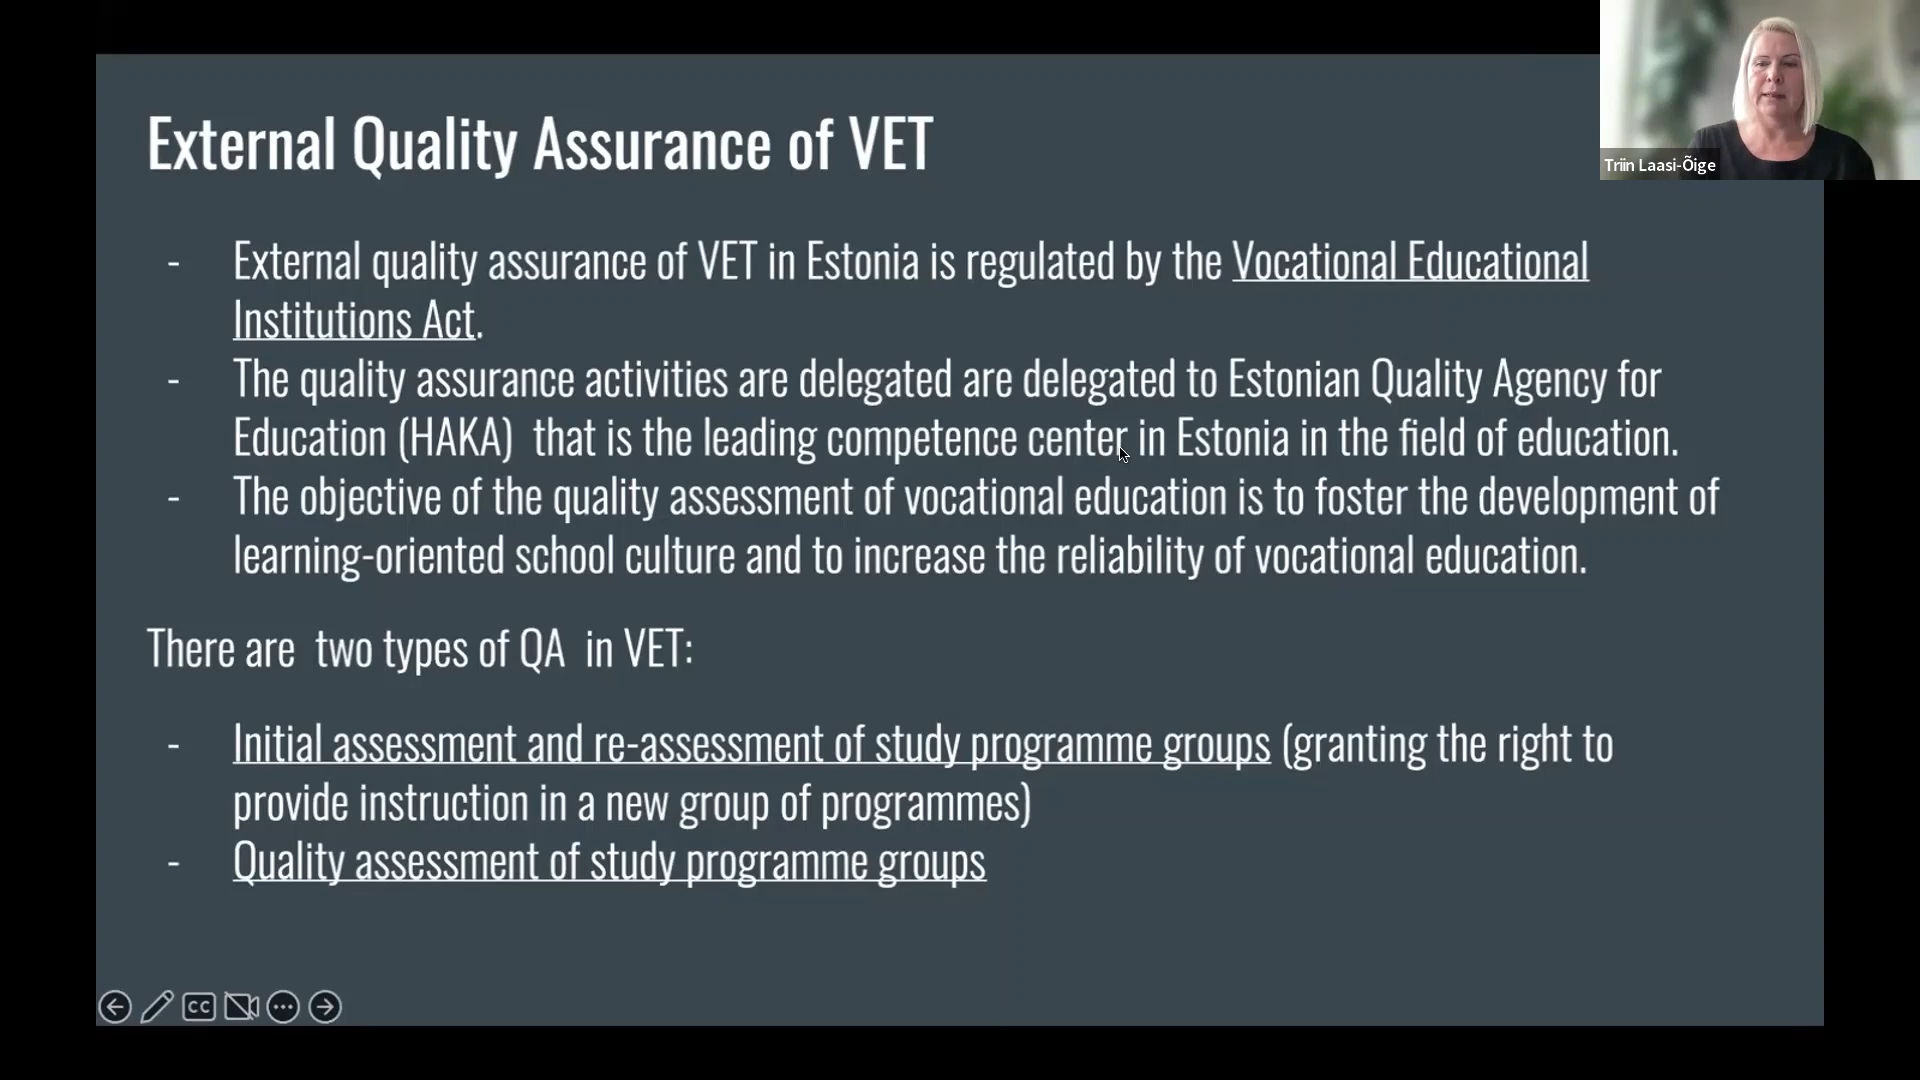 External Quality Assurance of VET
Triin Laasi-Õige
- External quality assurance of VET in Estonia is regulated by the Vocational Educational
Institutions Act.
- The quality assurance activities are delegated are delegated to Estonian Quality Agency for
Education (HAKA) that is the leading competence center in Estonia in the field of education.
- The objective of the quality assessment of vocational education is to foster the development of
learning-oriented school culture and to increase the reliability of vocational education.
There are two types of QA in VET:
- Initial assessment and re-assessment of study programme groups (granting the right to
provide instruction in a new group of programmes)
- Quality assessment of study programme groups
CC